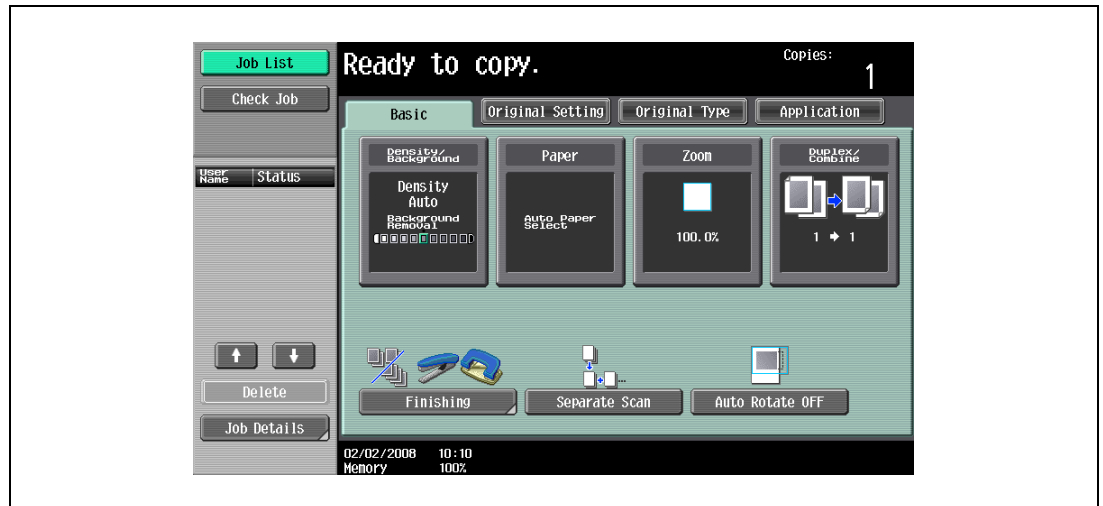 Job List
Check Job
User Name
Status
Delete
Job Details
Ready to copy.
Copies:
1
Basic
Original Setting
Original Type
Application
Density/
Background
Density
Auto
Background
Removal
Paper
Auto Paper
Select
Zoom
100.0%
Duplex/
Combine
1 → 1
Finishing
Separate Scan
Auto Rotate OFF
02/02/2008 10:10
Memory 100%